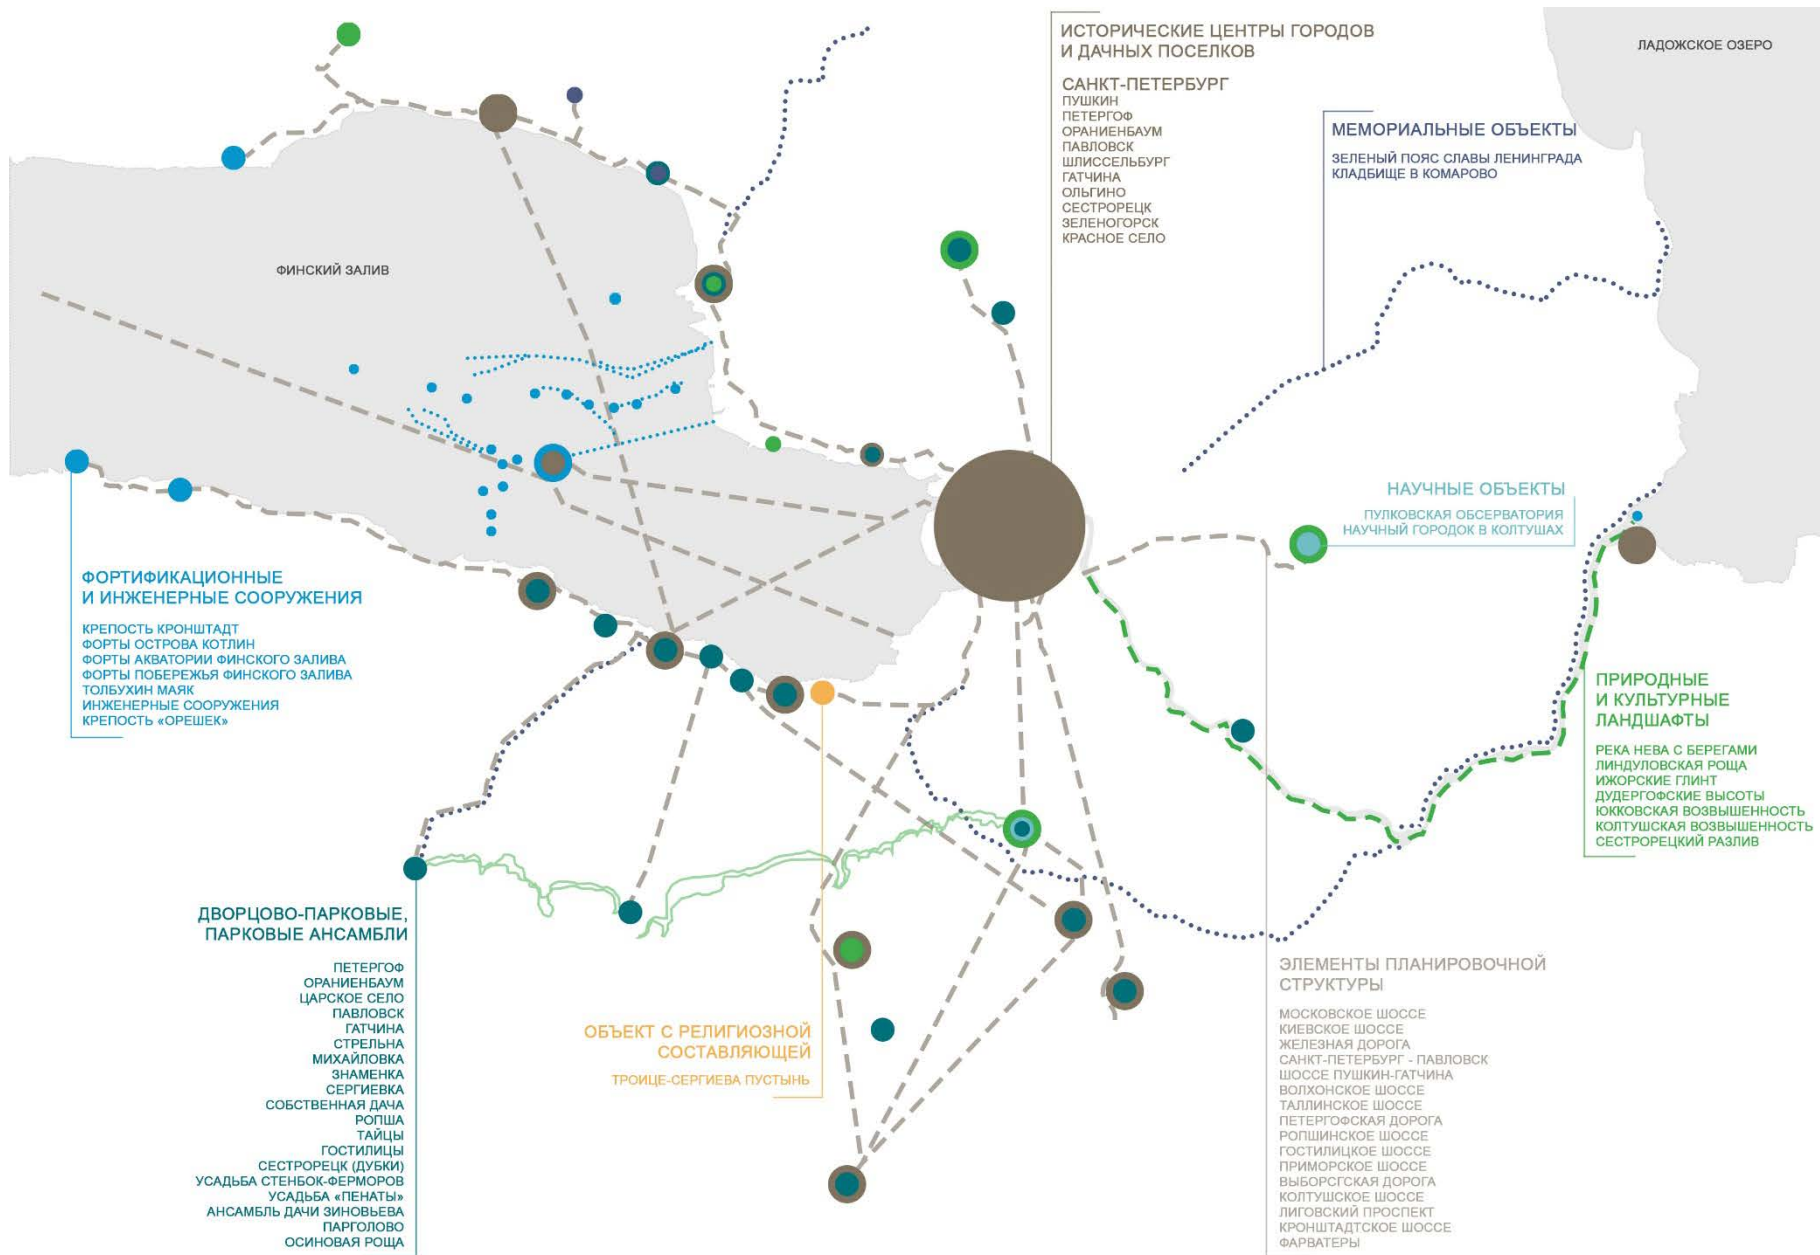 ИСТОРИЧЕСКИЕ ЦЕНТРЫ ГОРОДОВ
И ДАЧНЫХ ПОСЕЛКОВ
САНКТ-ПЕТЕРБУРГ
ПУШКИН
ПЕТЕРГОФ
ОРАНИЕНБАУМ
ПАВЛОВСК
ШЛИССЕЛЬБУРГ
ГАТЧИНА
ОЛЬГИНО
СЕСТРОРЕЦК
ЗЕЛЕНОГОРСК
КРАСНОЕ СЕЛО
ЛАДОЖСКОЕ ОЗЕРО
МЕМОРИАЛЬНЫЕ ОБЪЕКТЫ
ЗЕЛЕНЫЙ ПОЯС СЛАВЫ ЛЕНИНГРАДА
КЛАДБИЩЕ В КОМАРОВО
ФИНСКИЙ ЗАЛИВ
НАУЧНЫЕ ОБЪЕКТЫ
ПУЛКОВСКАЯ ОБСЕРВАТОРИЯ
НАУЧНЫЙ ГОРОДОК В КОЛТУШАХ
ФОРТИФИКАЦИОННЫЕ
И ИНЖЕНЕРНЫЕ СООРУЖЕНИЯ
КРЕПОСТЬ КРОНШТАДТ
ФОРТЫ ОСТРОВА КОТЛИН
ФОРТЫ АКВАТОРИИ ФИНСКОГО ЗАЛИВА
ФОРТЫ ПОБЕРЕЖЬЯ ФИНСКОГО ЗАЛИВА
ТОЛБУХИН МАЯК
ИНЖЕНЕРНЫЕ СООРУЖЕНИЯ
КРЕПОСТЬ «ОРЕШЕК»
ПРИРОДНЫЕ
И КУЛЬТУРНЫЕ
ЛАНДШАФТЫ
РЕКА НЕВА С БЕРЕГАМИ
ЛИНДУЛОВСКАЯ РОЩА
ИЖОРСКИЕ ГЛИНТ
ДУДЕРГОФСКИЕ ВЫСОТЫ
ЮККОВСКАЯ ВОЗВЫШЕННОСТЬ
КОЛТУШСКАЯ ВОЗВЫШЕННОСТЬ
СЕСТРОРЕЦКИЙ РАЗЛИВ
ДВОРЦОВО-ПАРКОВЫЕ,
ПАРКОВЫЕ АНСАМБЛИ
ПЕТЕРГОФ
ОРАНИЕНБАУМ
ЦАРСКОЕ СЕЛО
ПАВЛОВСК
ГАТЧИНА
СТРЕЛЬНА
МИХАЙЛОВКА
ЗНАМЕНКА
СЕРГИЕВКА
СОБСТВЕННАЯ ДАЧА
РОПША
ТАЙЦЫ
ГОСТИЛИЦЫ
СЕСТРОРЕЦК (ДУБКИ)
УСАДЬБА СТЕНБОК-ФЕРМОРОВ
УСАДЬБА «ПЕНАТЫ»
АНСАМБЛЬ ДАЧИ ЗИНОВЬЕВА
ПАРГОЛОВО
ОСИНОВАЯ РОЩА
ОБЪЕКТ С РЕЛИГИОЗНОЙ
СОСТАВЛЯЮЩЕЙ
ТРОИЦЕ-СЕРГИЕВА ПУСТЫНЬ
ЭЛЕМЕНТЫ ПЛАНИРОВОЧНОЙ
СТРУКТУРЫ
МОСКОВСКОЕ ШОССЕ
КИЕВСКОЕ ШОССЕ
ЖЕЛЕЗНАЯ ДОРОГА
САНКТ-ПЕТЕРБУРГ - ПАВЛОВСК
ШОССЕ ПУШКИН-ГАТЧИНА
ВОЛХОНСКОЕ ШОССЕ
ТАЛЛИНСКОЕ ШОССЕ
ПЕТЕРГОФСКАЯ ДОРОГА
РОПШИНСКОЕ ШОССЕ
ГОСТИЛИЦКОЕ ШОССЕ
ПРИМОРСКОЕ ШОССЕ
ВЫБОРСГСКАЯ ДОРОГА
КОЛТУШСКОЕ ШОССЕ
ЛИГОВСКИЙ ПРОСПЕКТ
КРОНШТАДТСКОЕ ШОССЕ
ФАРВАТЕРЫ